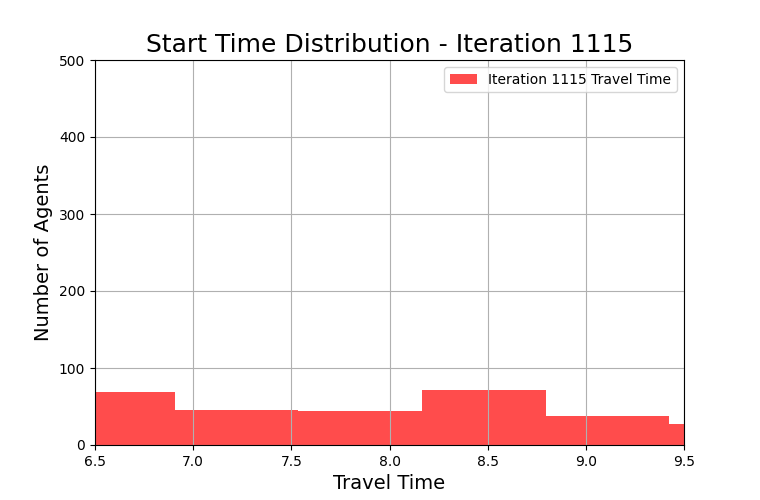 Start Time Distribution - Iteration 1115
Iteration 1115 Travel Time
Number of Agents
500
400
300
200
100
0
6.5 7.0 7.5 8.0 8.5 9.0 9.5
Travel Time